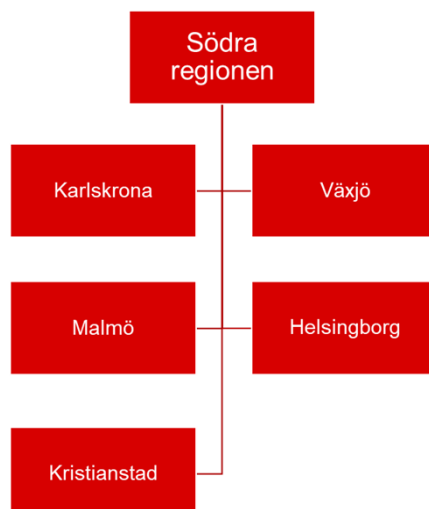 Södra
regionen
Karlskrona
Växjö
Malmö
Helsingborg
Kristianstad